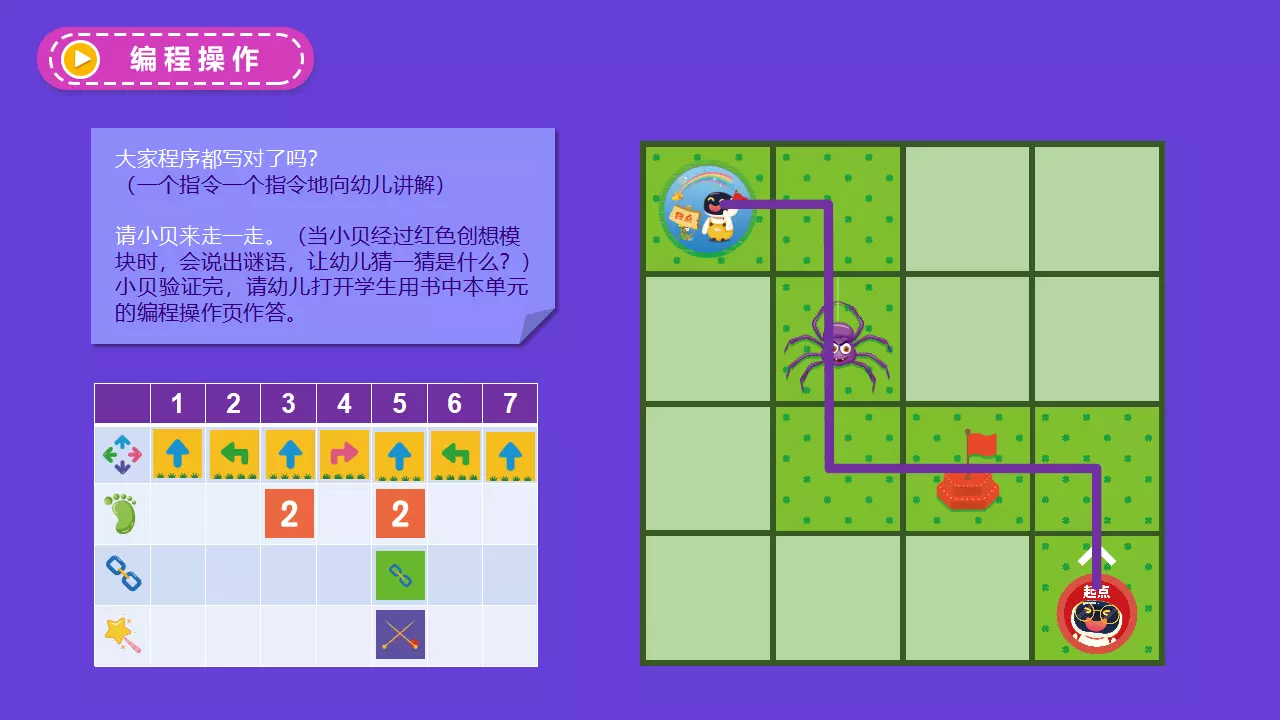 编程操作
大家程序都写对了吗？
（一个指令一个指令地向幼儿讲解）
请小贝来走一走。（当小贝经过红色创想模
块时，会说出谜语，让幼儿猜一猜是什么？）
小贝验证完，请幼儿打开学生用书中本单元
的编程操作页作答。
1 2 3 4 5 6 7
2 2
终点
起点